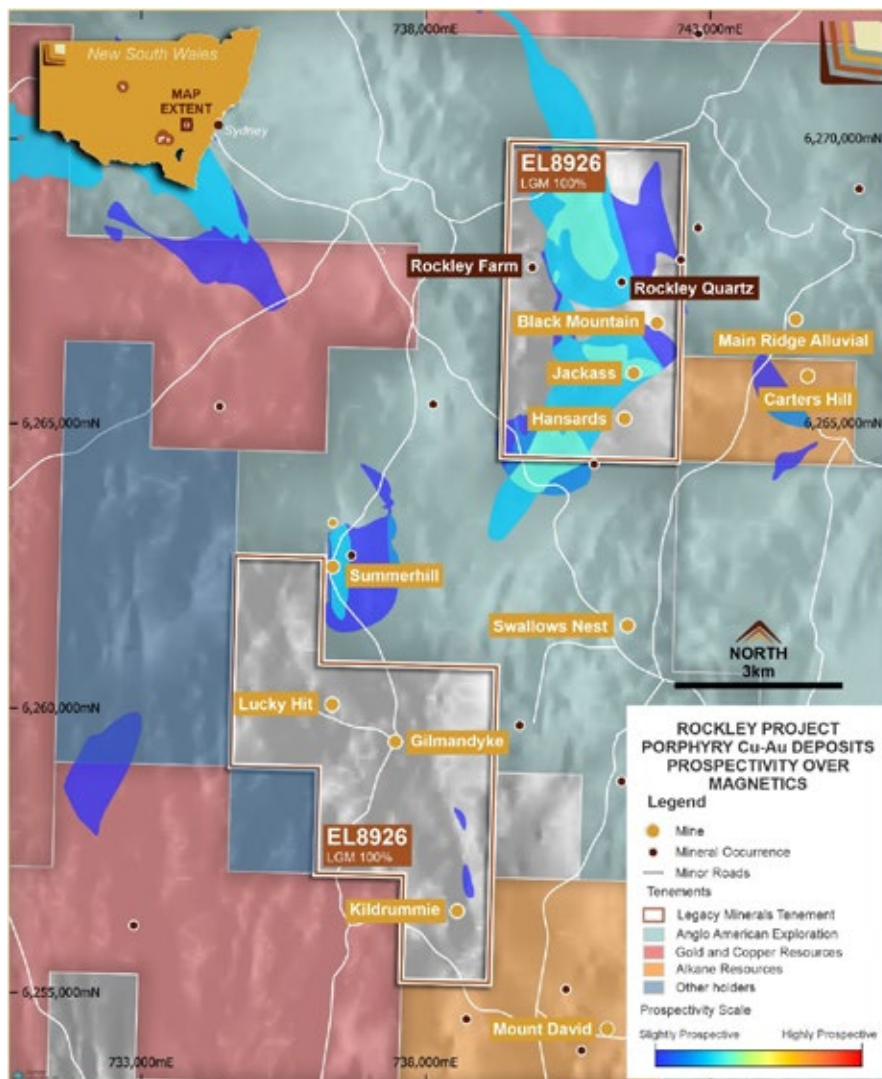 738,000mE
743,000mE
New South Wales
MAP
EXTENT
Sydney
6,270,000mN
EL8926
LGM 100%
Rockley Farm
Rockley Quartz
Black Mountain
Main Ridge Alluvial
Jackass
Carters Hill
Hansards
6,265,000mN
6,265,000mN
Summerhill
Swallows Nest
NORTH
3km
Lucky Hit
6,260,000mN
Gilmandyke
EL8926
LGM 100%
Kildrummie
6,255,000mN
Mount David
733,000mE
738,000mE
ROCKLEY PROJECT
PORPHYRY Cu-Au DEPOSITS
PROSPECTIVITY OVER
MAGNETICS
Legend
Mine
Mineral Occurrence
Minor Roads
Tenements
Legacy Minerals Tenement
Anglo American Exploration
Gold and Copper Resources
Alkane Resources
Other holders
Prospectivity Scale
Slightly Prospective
Highly Prospective